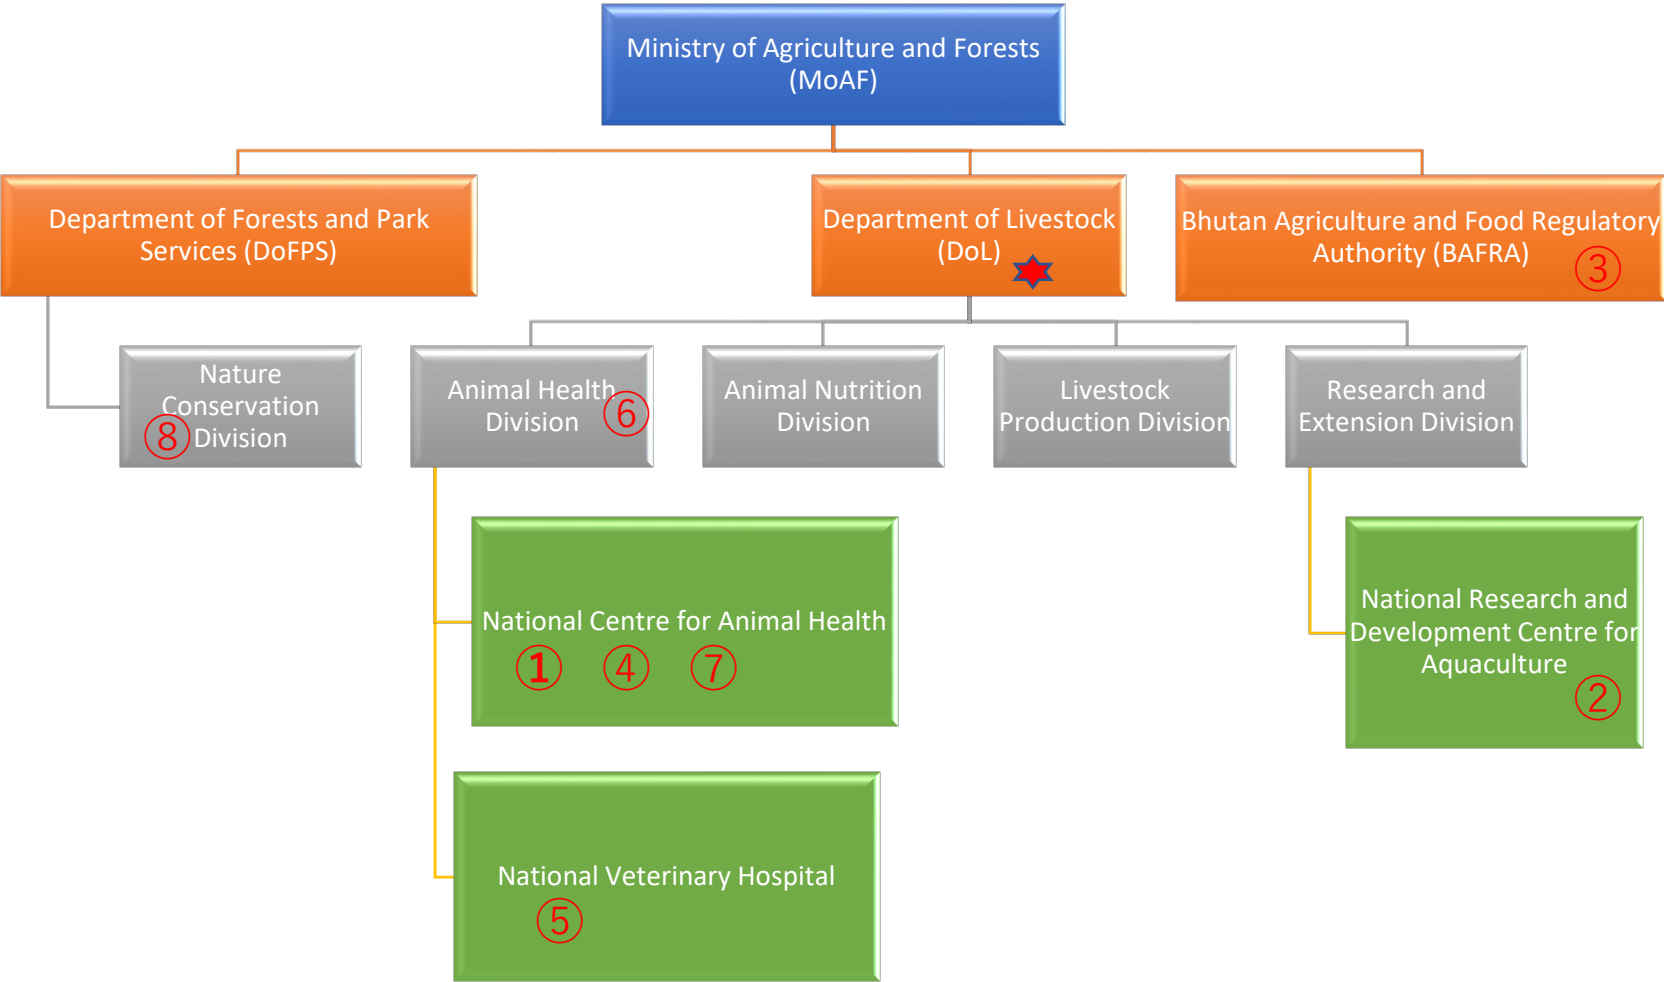 Ministry of Agriculture and Forests
(MoAF)
Department of Forests and Park
Services (DoFPS)
Department of Livestock
(DoL)
Bhutan Agriculture and Food Regulatory
Authority (BAFRA)
③
Nature
Conservation
⑧ Division
Animal Health
Division ⑥
Animal Nutrition
Division
Livestock
Production Division
Research and
Extension Division
National Centre for Animal Health
① ④ ⑦
National Research and
Development Centre for
Aquaculture
②
National Veterinary Hospital
⑤